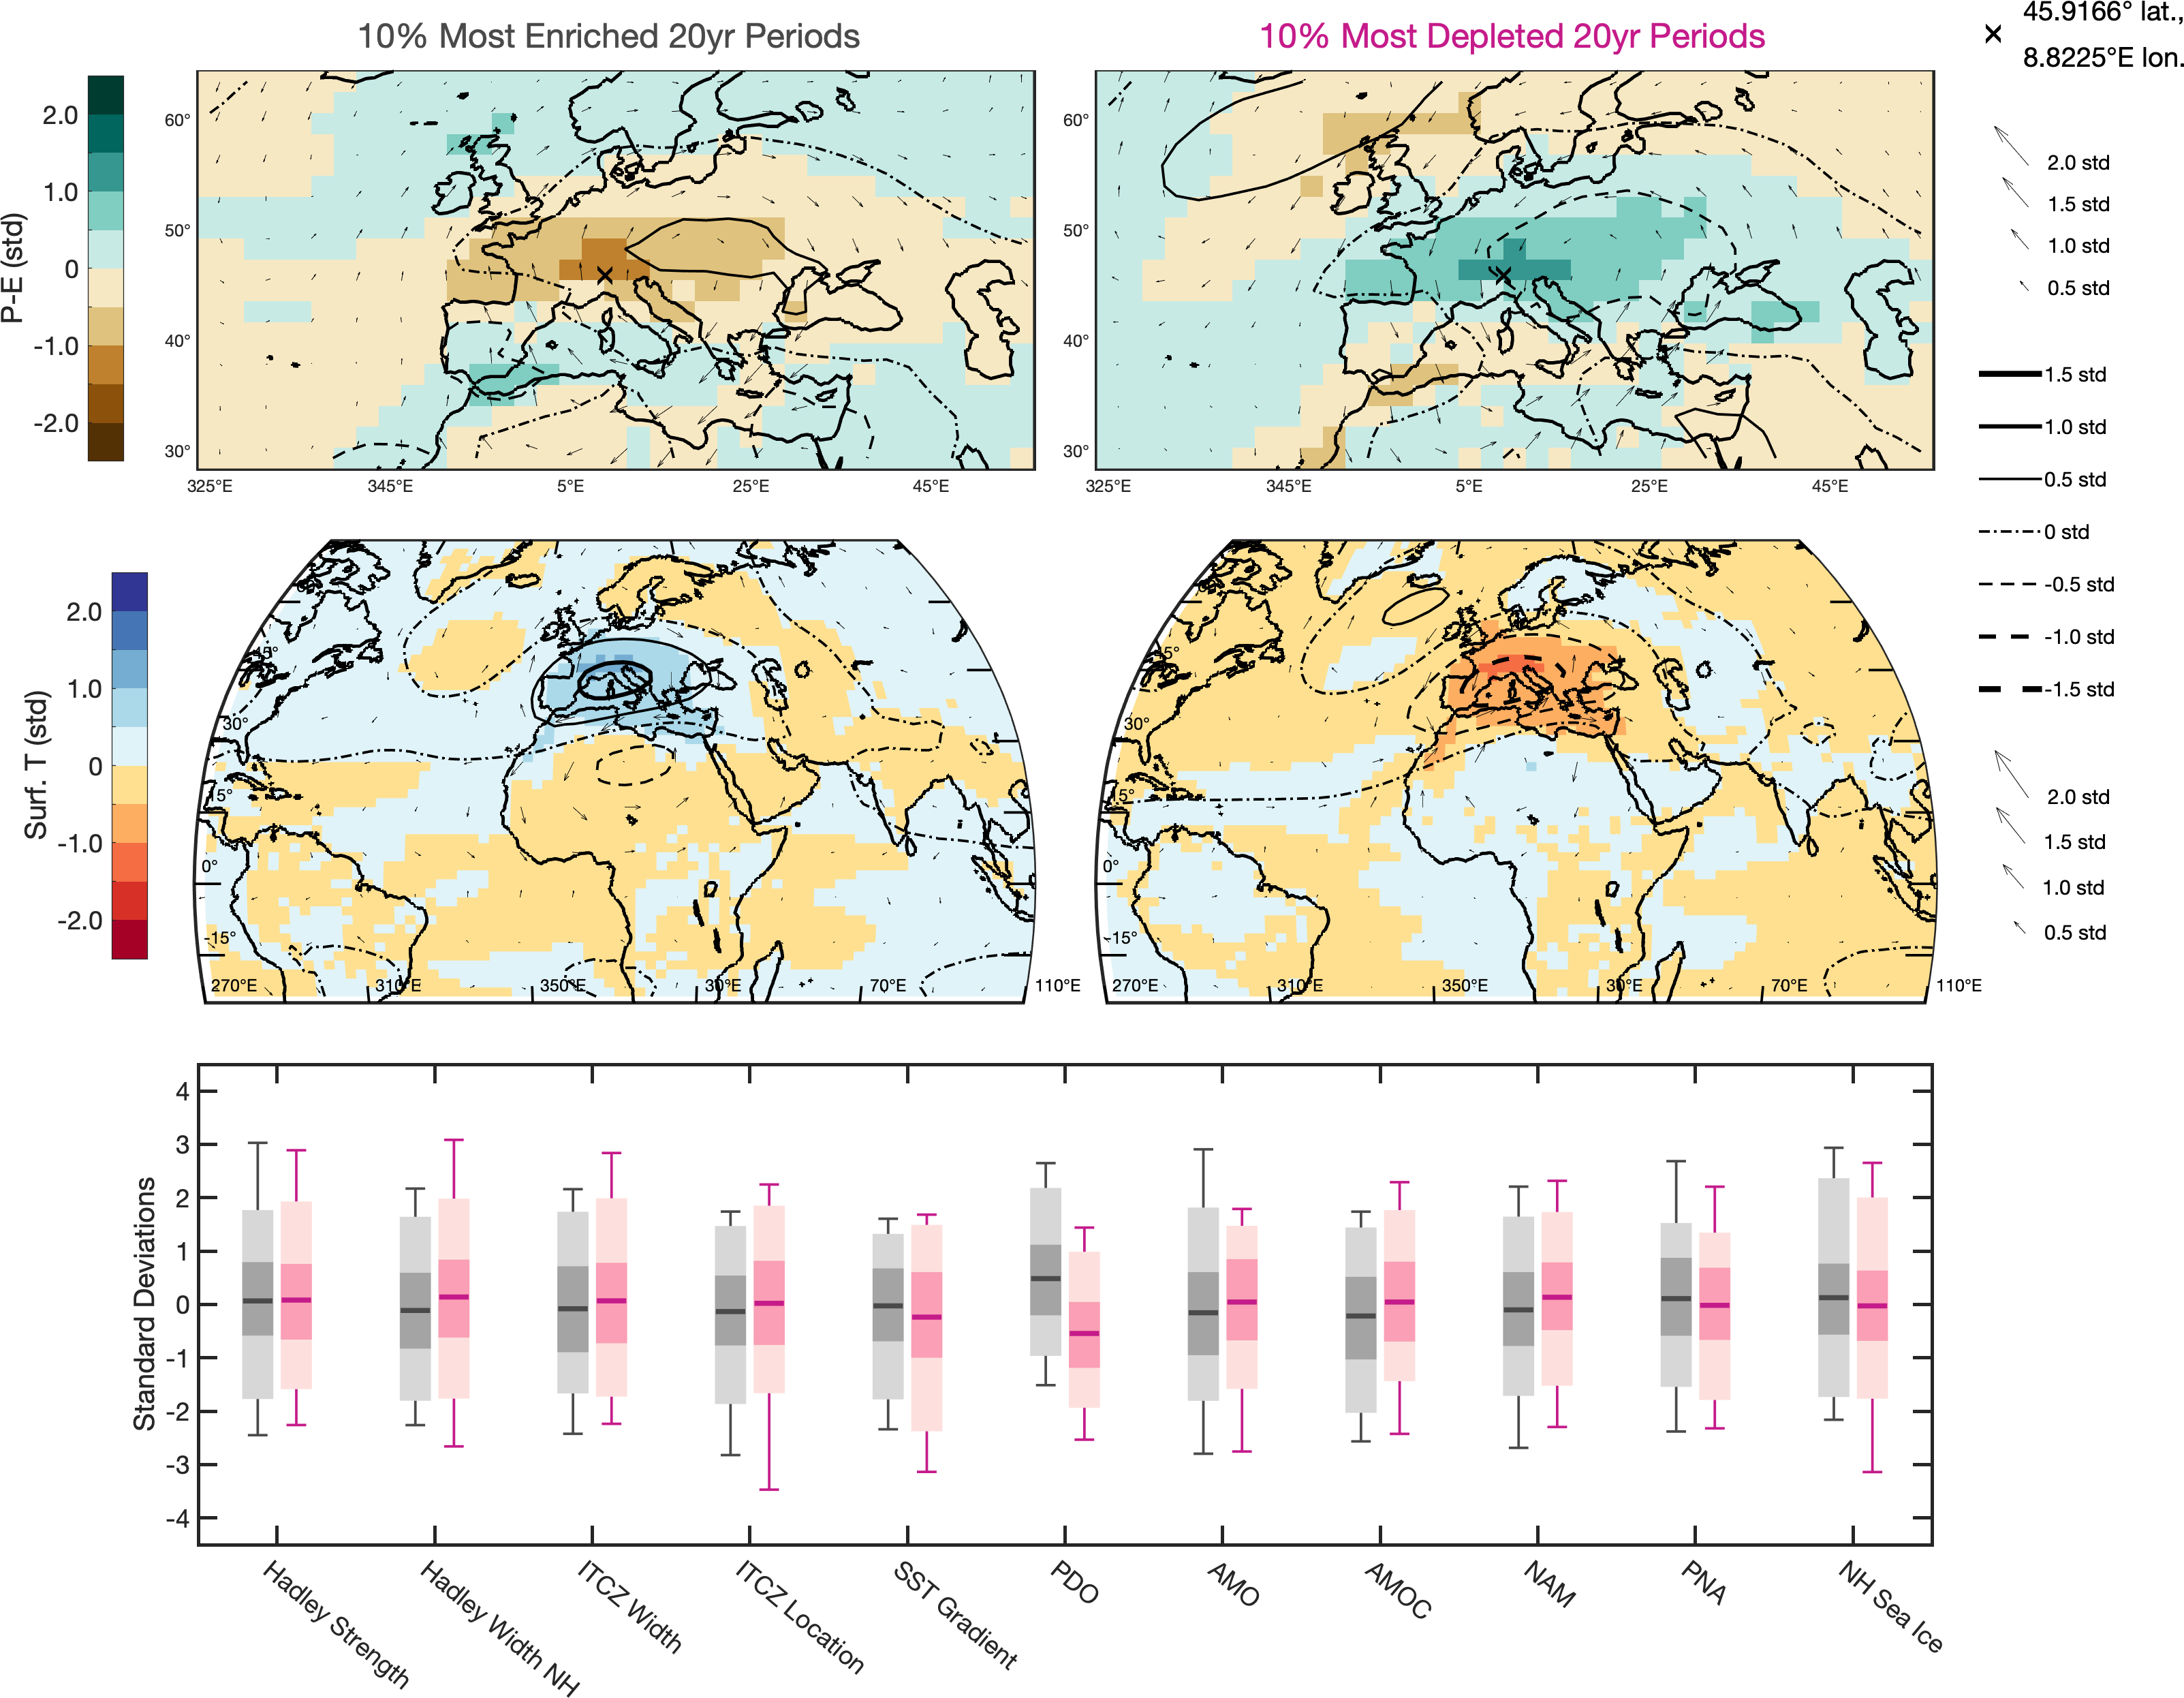 10% Most Enriched 20yr Periods
10% Most Depleted 20yr Periods
45.9166° lat.,
8.8225°E lon.
P-E (std)
2.0
1.0
0
-1.0
-2.0
60°
50°
40°
30°
325°E 345°E 5°E 25°E 45°E
60°
50°
40°
30°
325°E 345°E 5°E 25°E 45°E
2.0 std
1.5 std
1.0 std
0.5 std
1.5 std
1.0 std
0.5 std
0 std
-0.5 std
-1.0 std
-1.5 std
Surf. T (std)
2.0
1.0
0
-1.0
-2.0
45°
30°
15°
0°
-15°
270°E 310°E 350°E 30°E 70°E 110°E
45°
30°
15°
0°
-15°
270°E 310°E 350°E 30°E 70°E 110°E
2.0 std
1.5 std
1.0 std
0.5 std
Standard Deviations
4
3
2
1
0
-1
-2
-3
-4
Hadley Strength
Hadley Width NH
ITCZ Width
ITCZ Location
SST Gradient
PDO
AMO
AMOC
NAM
PNA
NH Sea Ice